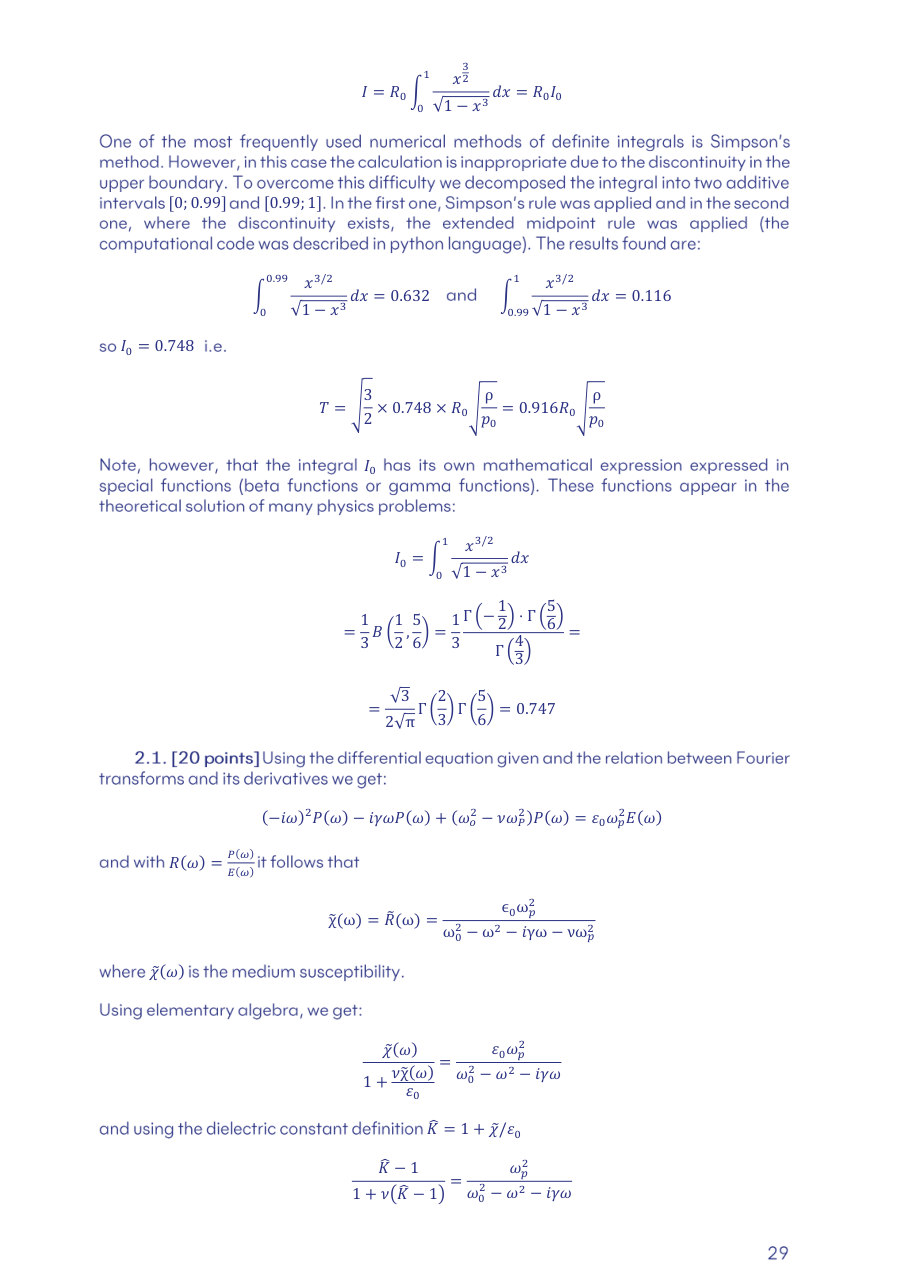 I = R₀ ∫₀¹ x^(3/2) / √(1 − x³) dx = R₀I₀
One of the most frequently used numerical methods of definite integrals is Simpson's
method. However, in this case the calculation is inappropriate due to the discontinuity in the
upper boundary. To overcome this difficulty we decomposed the integral into two additive
intervals [0; 0.99] and [0.99; 1]. In the first one, Simpson's rule was applied and in the second
one, where the discontinuity exists, the extended midpoint rule was applied (the
computational code was described in python language). The results found are:
∫₀^0.99 x^(3/2) / √(1 − x³) dx = 0.632 and ∫_0.99^1 x^(3/2) / √(1 − x³) dx = 0.116
so I₀ = 0.748 i.e.
T = √(3/2) × 0.748 × R₀ √(ρ/p₀) = 0.916R₀ √(ρ/p₀)
Note, however, that the integral I₀ has its own mathematical expression expressed in
special functions (beta functions or gamma functions). These functions appear in the
theoretical solution of many physics problems:
I₀ = ∫₀¹ x^(3/2) / √(1 − x³) dx
= 1/3 B(1/2, 5/6) = 1/3 Γ(−1/2) · Γ(5/6) / Γ(4/3) =
= √3 / (2√π) Γ(2/3) Γ(5/6) = 0.747
2.1. [20 points] Using the differential equation given and the relation between Fourier
transforms and its derivatives we get:
(−iω)²P(ω) − iγωP(ω) + (ω_o² − νω_P²)P(ω) = ε₀ω_p²E(ω)
and with R(ω) = P(ω)/E(ω) it follows that
χ̃(ω) = R̃(ω) = ϵ₀ω_p² / (ω₀² − ω² − iγω − νω_p²)
where χ̃(ω) is the medium susceptibility.
Using elementary algebra, we get:
χ̃(ω) / (1 + νχ̃(ω)/ε₀) = ε₀ω_p² / (ω₀² − ω² − iγω)
and using the dielectric constant definition K̂ = 1 + χ̃/ε₀
(K̂ − 1) / (1 + ν(K̂ − 1)) = ω_p² / (ω₀² − ω² − iγω)
29